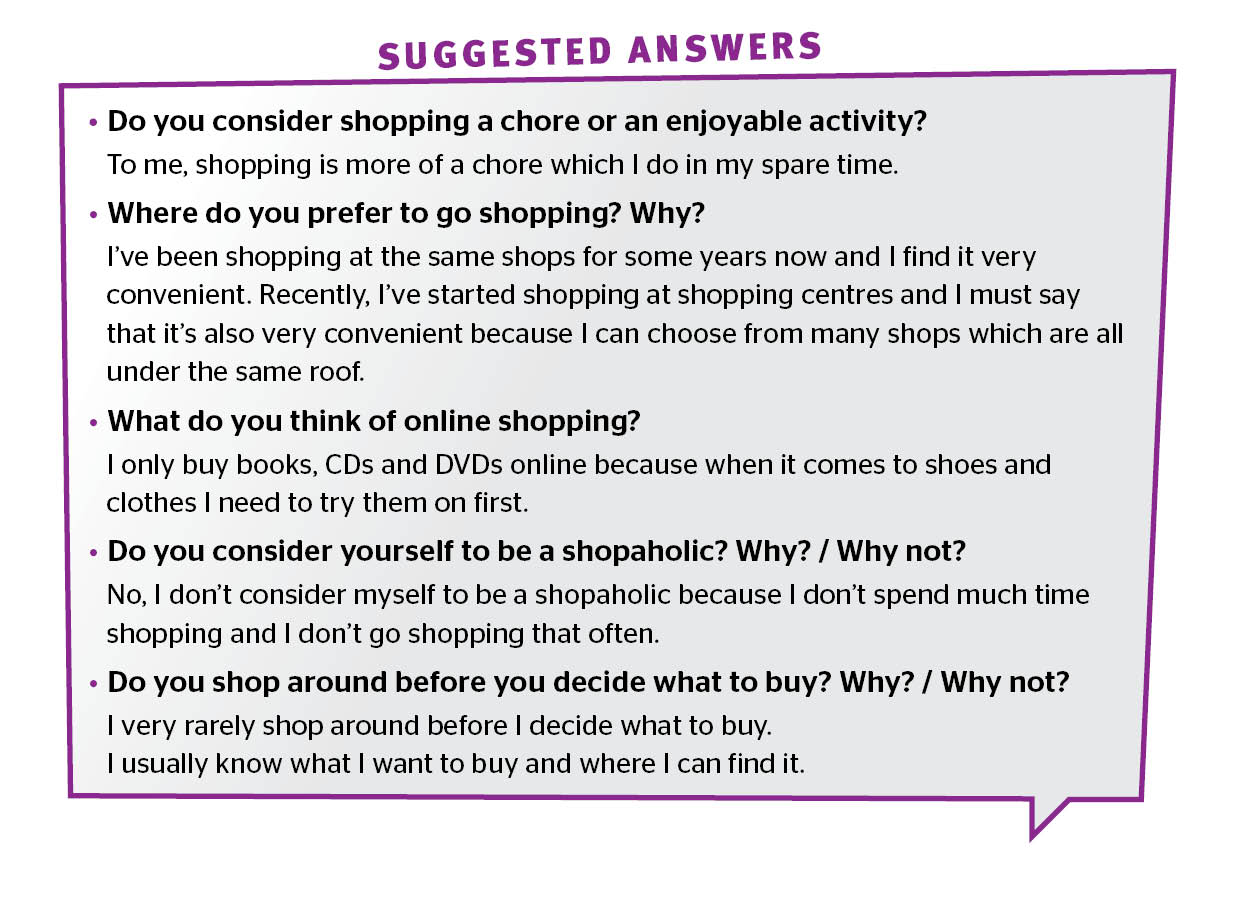 SUGGESTED ANSWERS
• Do you consider shopping a chore or an enjoyable activity?
To me, shopping is more of a chore which I do in my spare time.
• Where do you prefer to go shopping? Why?
I’ve been shopping at the same shops for some years now and I find it very
convenient. Recently, I’ve started shopping at shopping centres and I must say
that it’s also very convenient because I can choose from many shops which are all
under the same roof.
• What do you think of online shopping?
I only buy books, CDs and DVDs online because when it comes to shoes and
clothes I need to try them on first.
• Do you consider yourself to be a shopaholic? Why? / Why not?
No, I don’t consider myself to be a shopaholic because I don’t spend much time
shopping and I don’t go shopping that often.
• Do you shop around before you decide what to buy? Why? / Why not?
I very rarely shop around before I decide what to buy.
I usually know what I want to buy and where I can find it.